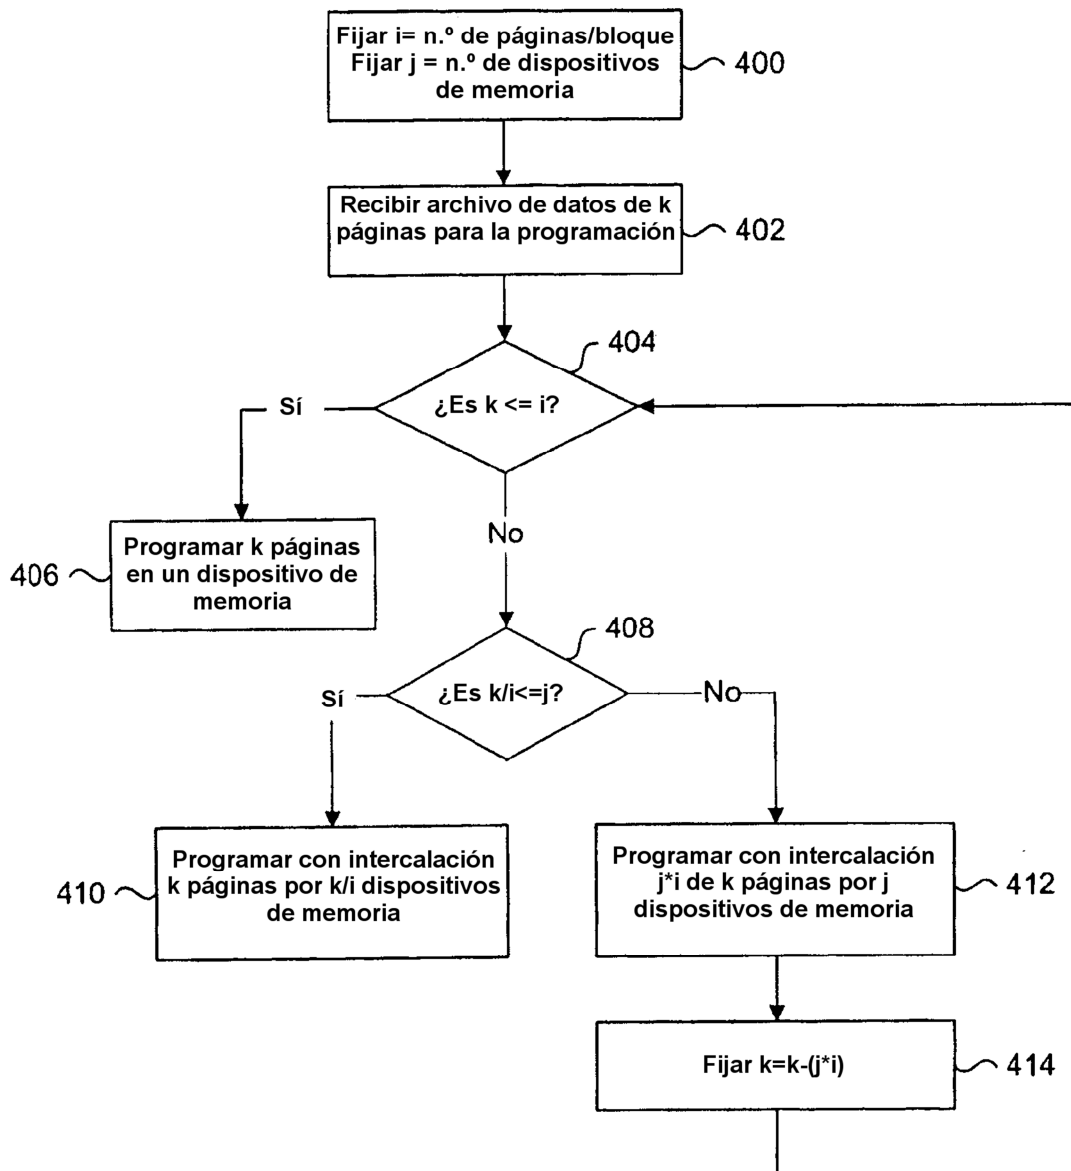 Fijar i= n.º de páginas/bloque
Fijar j = n.º de dispositivos
de memoria
400
Recibir archivo de datos de k
páginas para la programación
402
404
¿Es k <= i?
Sí
No
Programar k páginas
en un dispositivo de
memoria
406
408
¿Es k/i<=j?
Sí
No
Programar con intercalación
k páginas por k/i dispositivos
de memoria
410
Programar con intercalación
j*i de k páginas por j
dispositivos de memoria
412
Fijar k=k-(j*i)
414